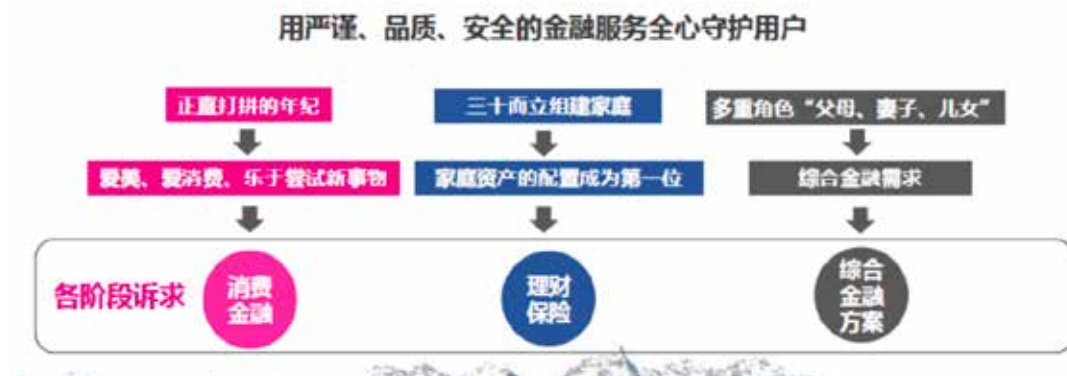 用严谨、品质、安全的金融服务全心守护用户
正直打拼的年纪
三十而立组建家庭
多重角色“父母、妻子、儿女”
爱美、爱消费、乐于尝试新事物
家庭资产的配置成为第一位
综合金融需求
各阶段诉求
消费
金融
理财
保险
综合
金融
方案